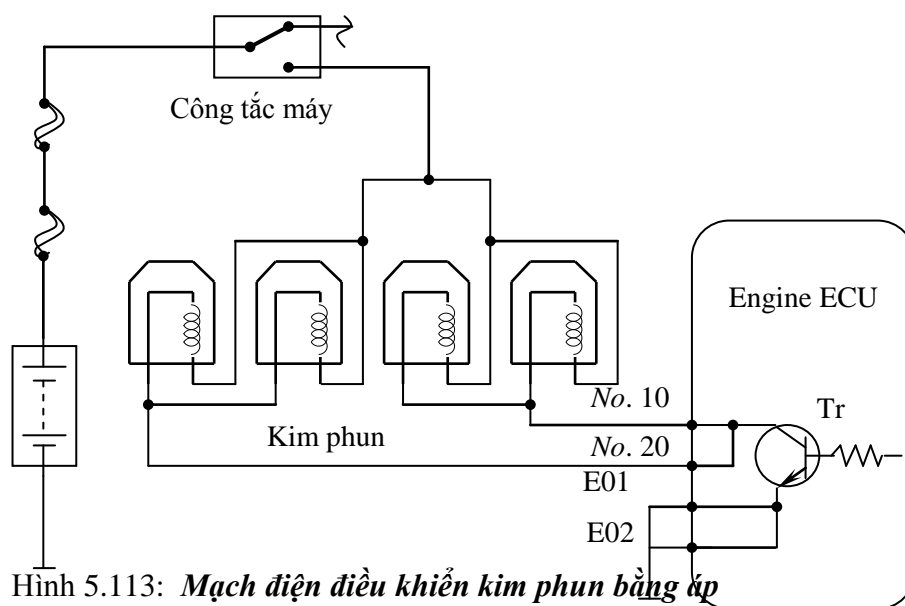 Công tắc máy
Engine ECU
No. 10
Tr
Kim phun
No. 20
E01
E02
Hình 5.113: Mạch điện điều khiển kim phun bằng áp